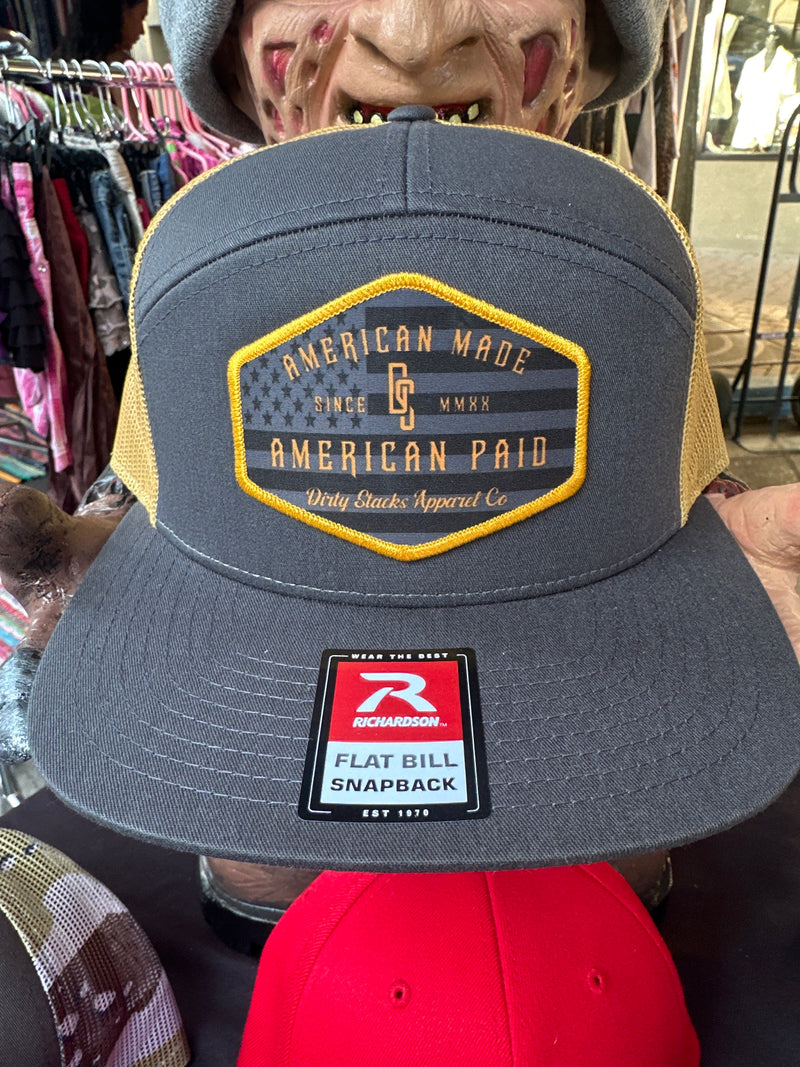 AMERICAN MADE
SINCE DS MMXX
AMERICAN PAID
Dirty Stacks Apparel Co
WEAR THE BEST
R
RICHARDSON™
FLAT BILL
SNAPBACK
EST 1970